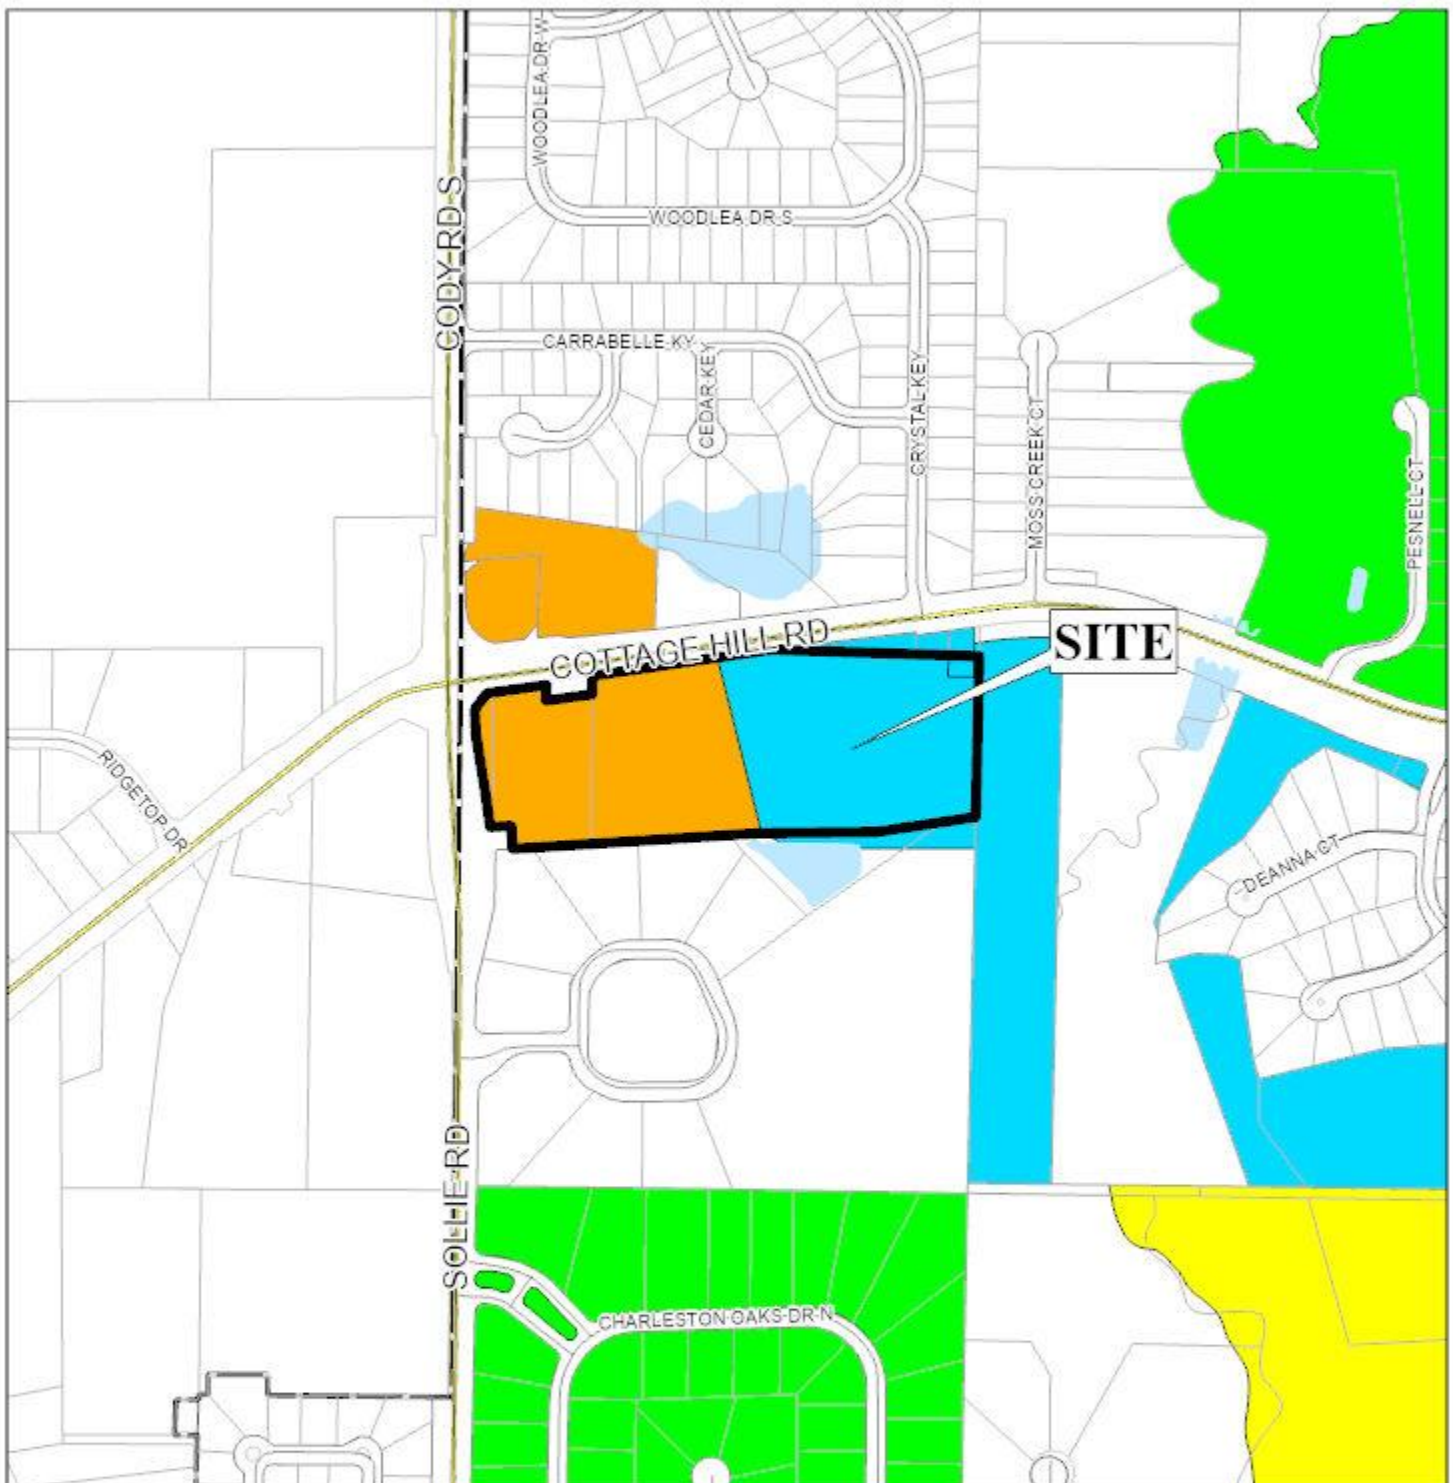 WOODLEA DR W
WOODLEA DR S
CODY RD S
CARRABELLE KY
CEDAR KEY
CRYSTAL KEY
MOSS CREEK CT
PESNELL CT
COTTAGE HILL RD
SITE
RIDGETOP DR
DEANNA CT
SOLLIE RD
CHARLESTON OAKS DR N